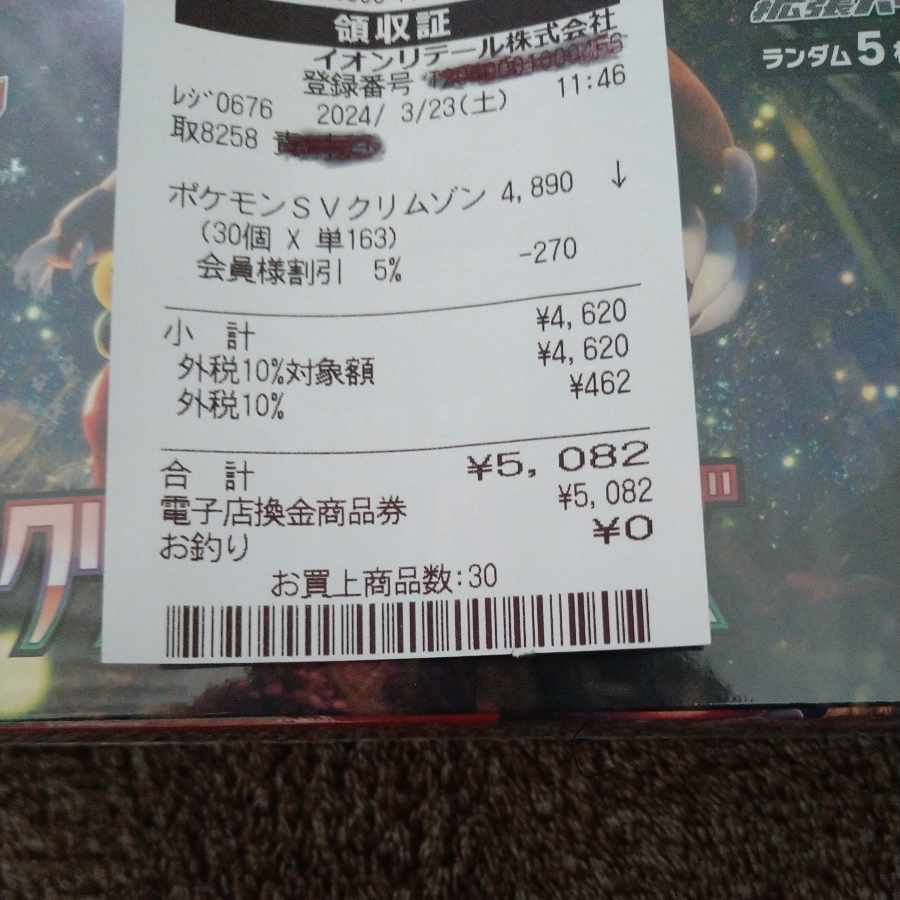 領収証
イオンリテール株式会社
登録番号
レジ0676 2024/ 3/23(土) 11:46
取8258
ポケモンSVクリムゾン 4,890 ↓
(30個 X 単163)
会員様割引 5% -270
小 計 ¥4,620
外税10%対象額 ¥4,620
外税10% ¥462
合 計 ¥5,082
電子店換金商品券 ¥5,082
お釣り ¥0
お買上商品数:30
拡張パ
ランダム5
ク